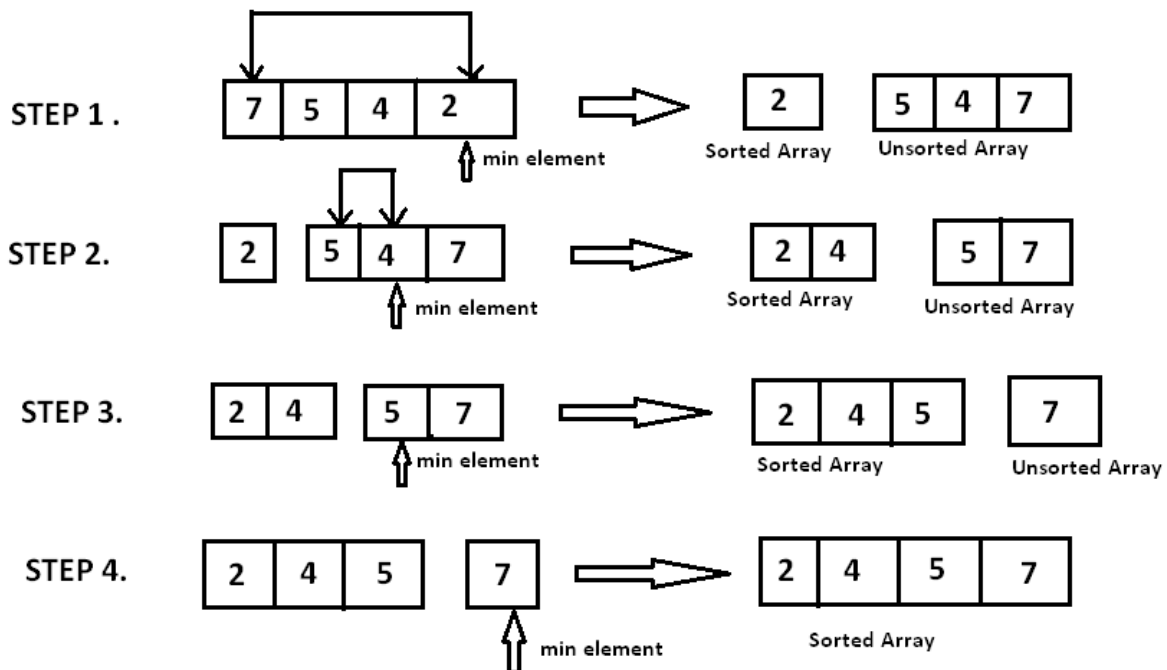 STEP 1 .
7 5 4 2
2
5 4 7
min element
Sorted Array
Unsorted Array
STEP 2.
2
5 4 7
2 4
5 7
min element
Sorted Array
Unsorted Array
STEP 3.
2 4
5 7
2 4 5
7
min element
Sorted Array
Unsorted Array
STEP 4.
2 4 5
7
2 4 5 7
min element
Sorted Array